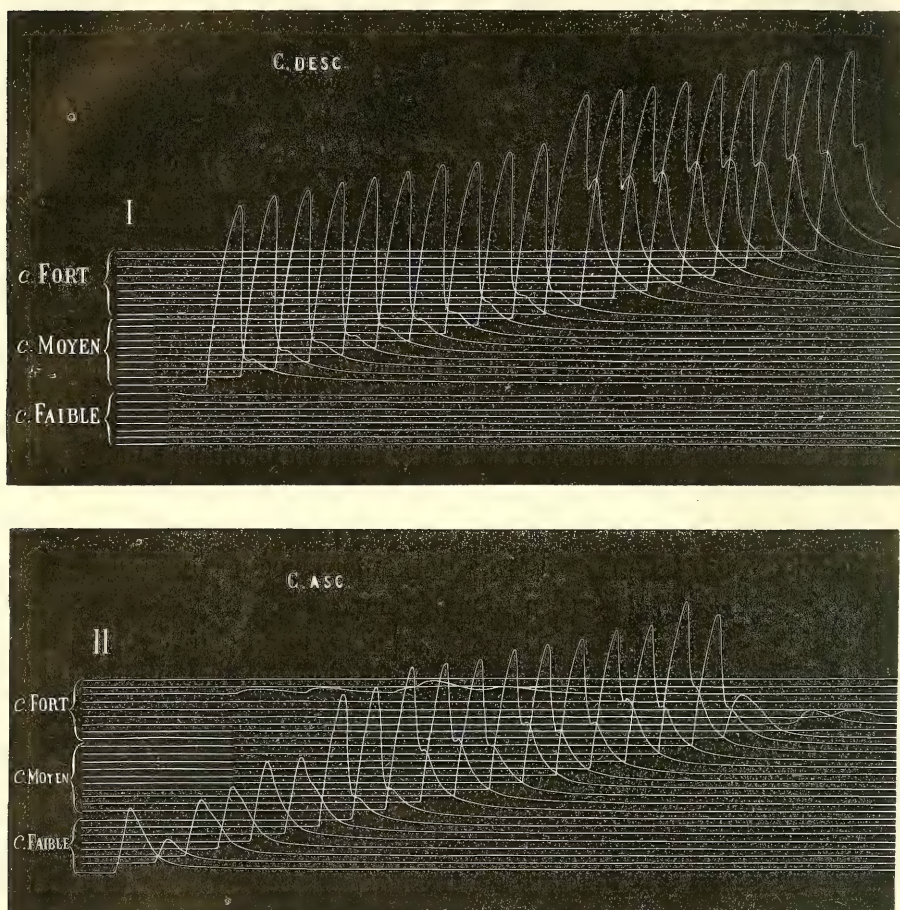 C. DESC
I
C. FORT
C. MOYEN
C. FAIBLE
C. ASC
II
C. FORT
C. MOYEN
C. FAIBLE